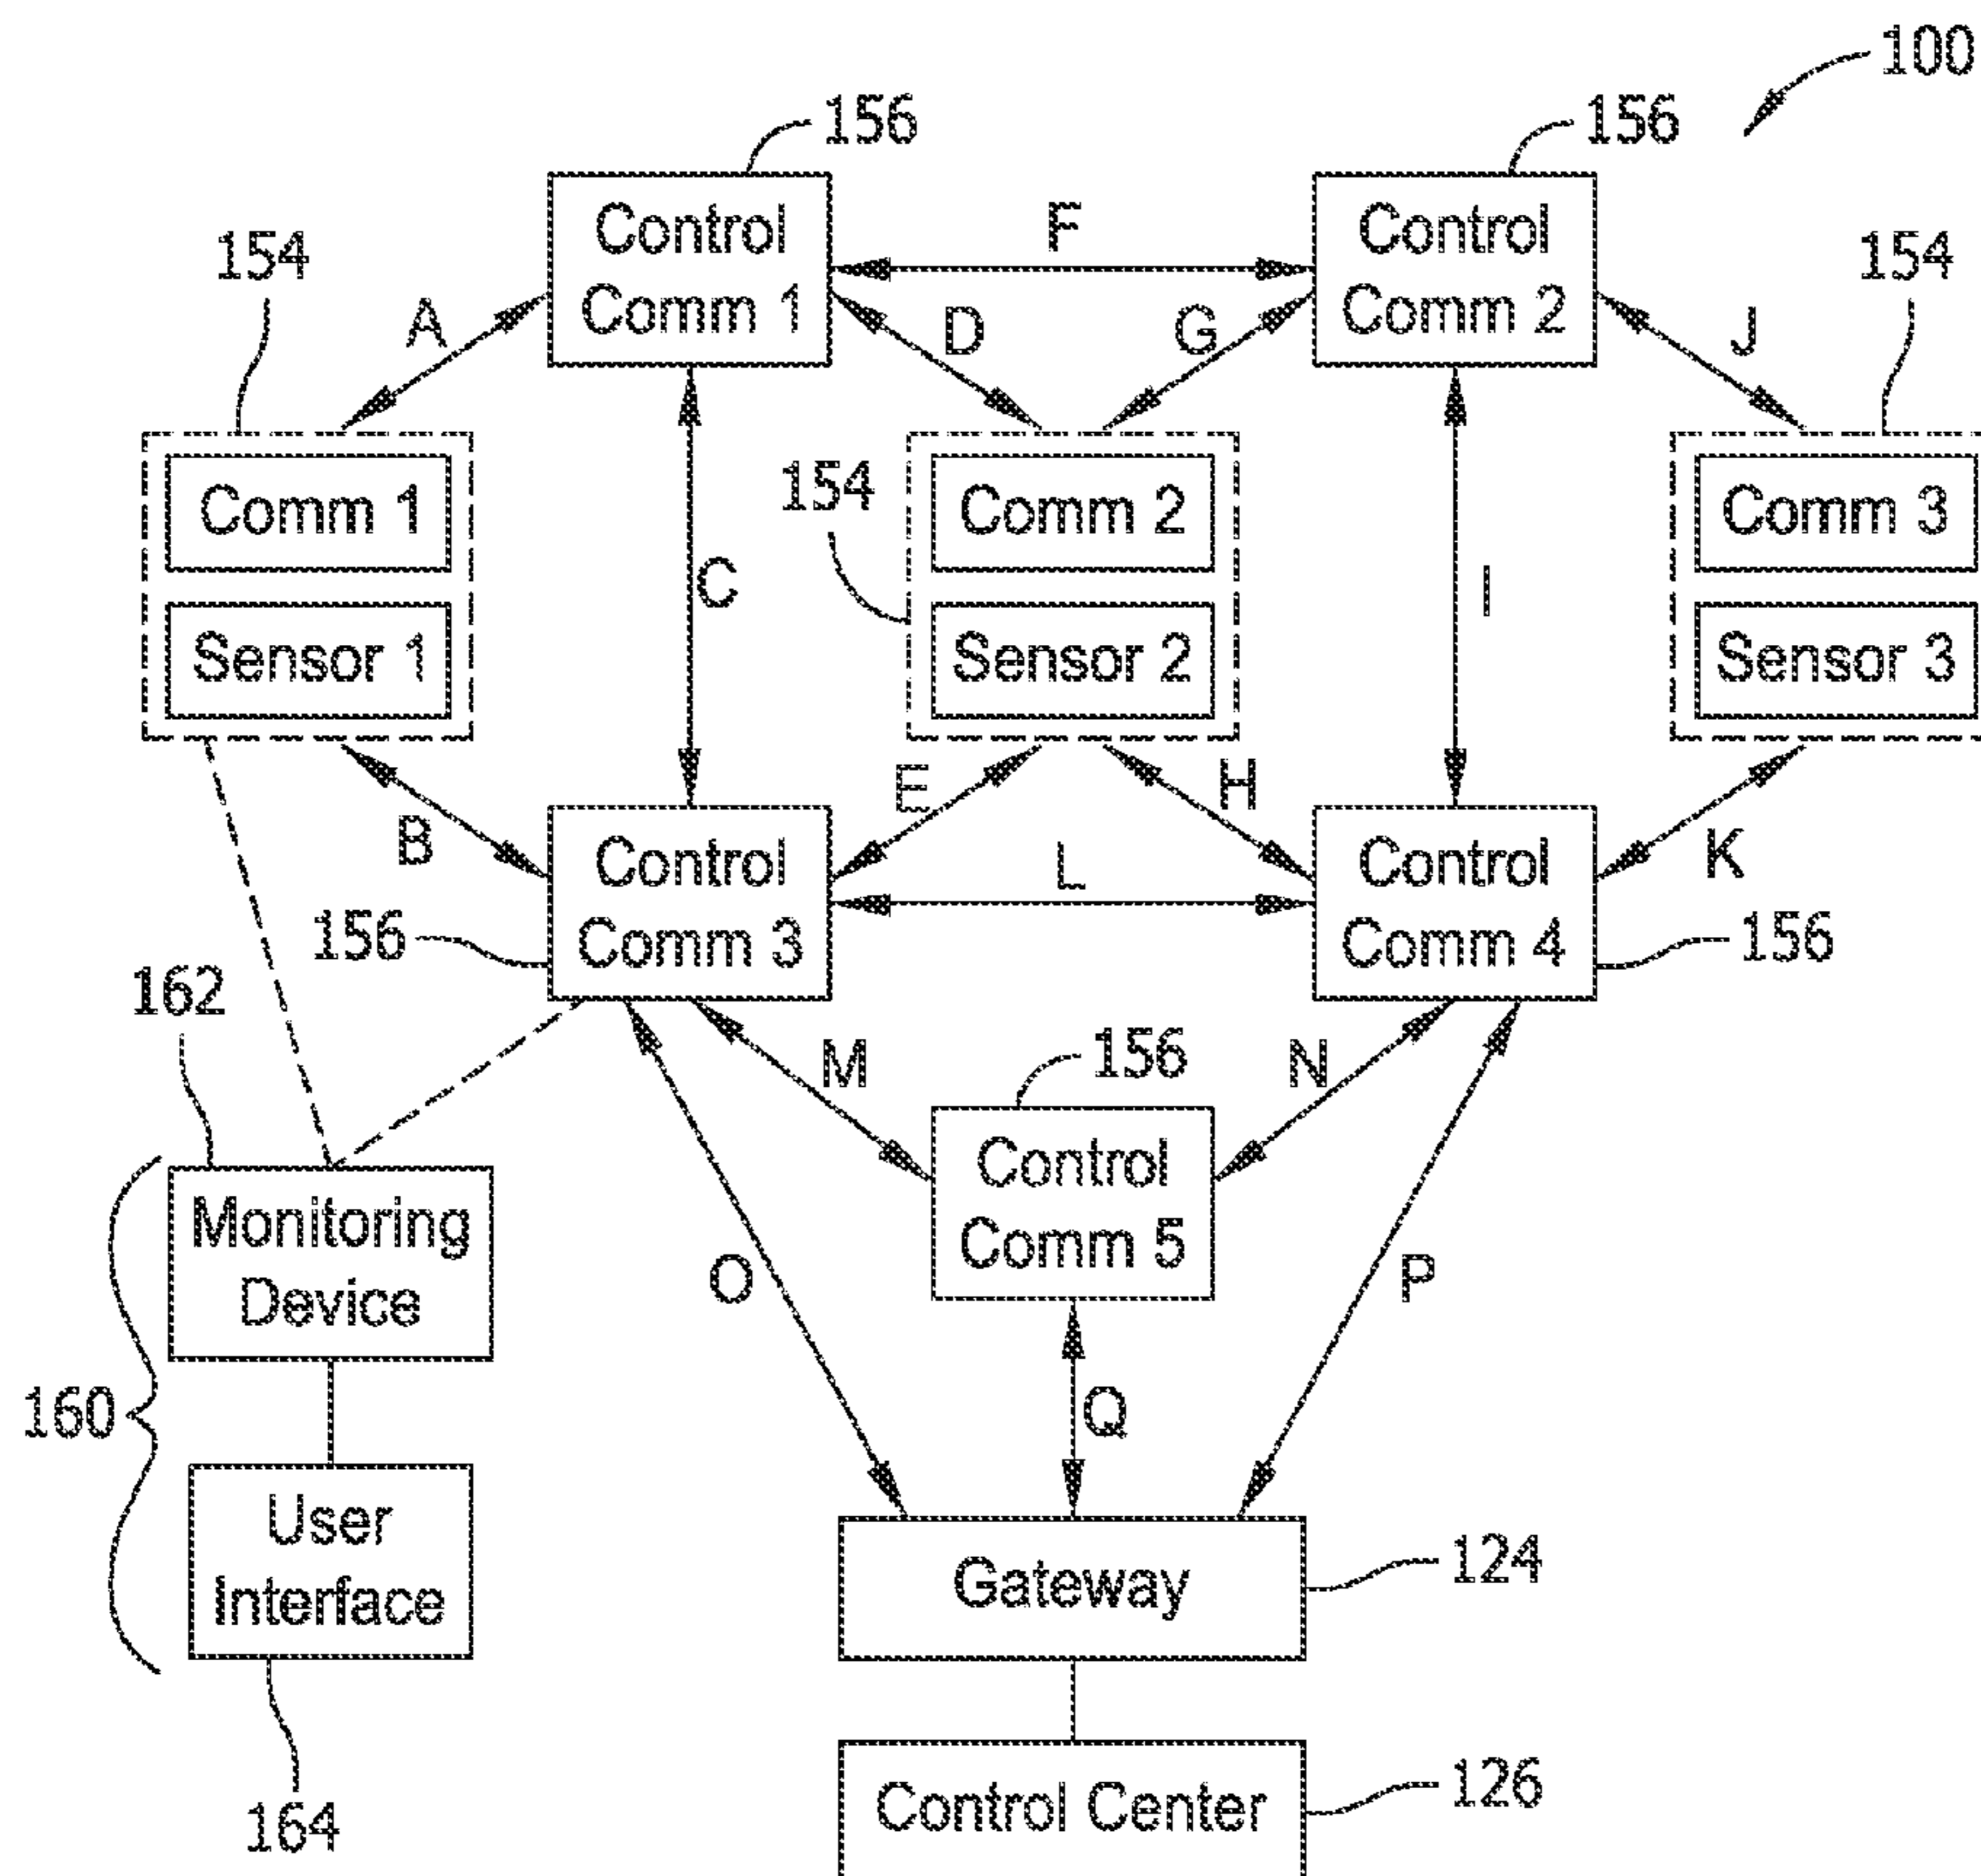 100
156
156
Control
Comm 1
F
Control
Comm 2
154
154
A
D
G
J
Comm 1
154
Comm 2
Comm 3
C
I
Sensor 1
Sensor 2
Sensor 3
B
E
H
K
Control
Comm 3
L
Control
Comm 4
156
156
162
M
156
N
Monitoring
Device
Control
Comm 5
O
P
160
Q
User
Interface
Gateway
124
164
Control Center
126